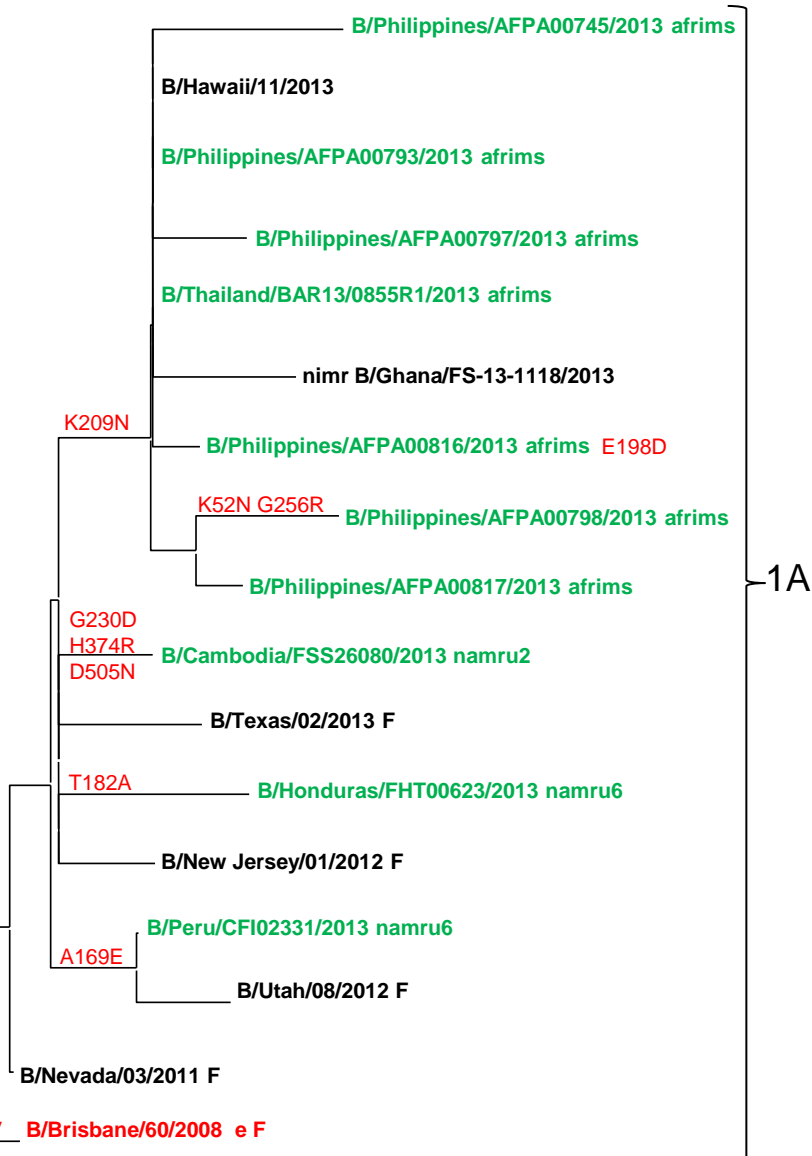 B/Philippines/AFPA00745/2013 afrims
B/Hawaii/11/2013
B/Philippines/AFPA00793/2013 afrims
B/Philippines/AFPA00797/2013 afrims
B/Thailand/BAR13/0855R1/2013 afrims
nimr B/Ghana/FS-13-1118/2013
K209N
B/Philippines/AFPA00816/2013 afrims E198D
K52N G256R
B/Philippines/AFPA00798/2013 afrims
1A
B/Philippines/AFPA00817/2013 afrims
G230D
H374R
D505N
B/Cambodia/FSS26080/2013 namru2
B/Texas/02/2013 F
T182A
B/Honduras/FHT00623/2013 namru6
B/New Jersey/01/2012 F
B/Peru/CFI02331/2013 namru6
A169E
B/Utah/08/2012 F
B/Nevada/03/2011 F
B/Brisbane/60/2008 e F